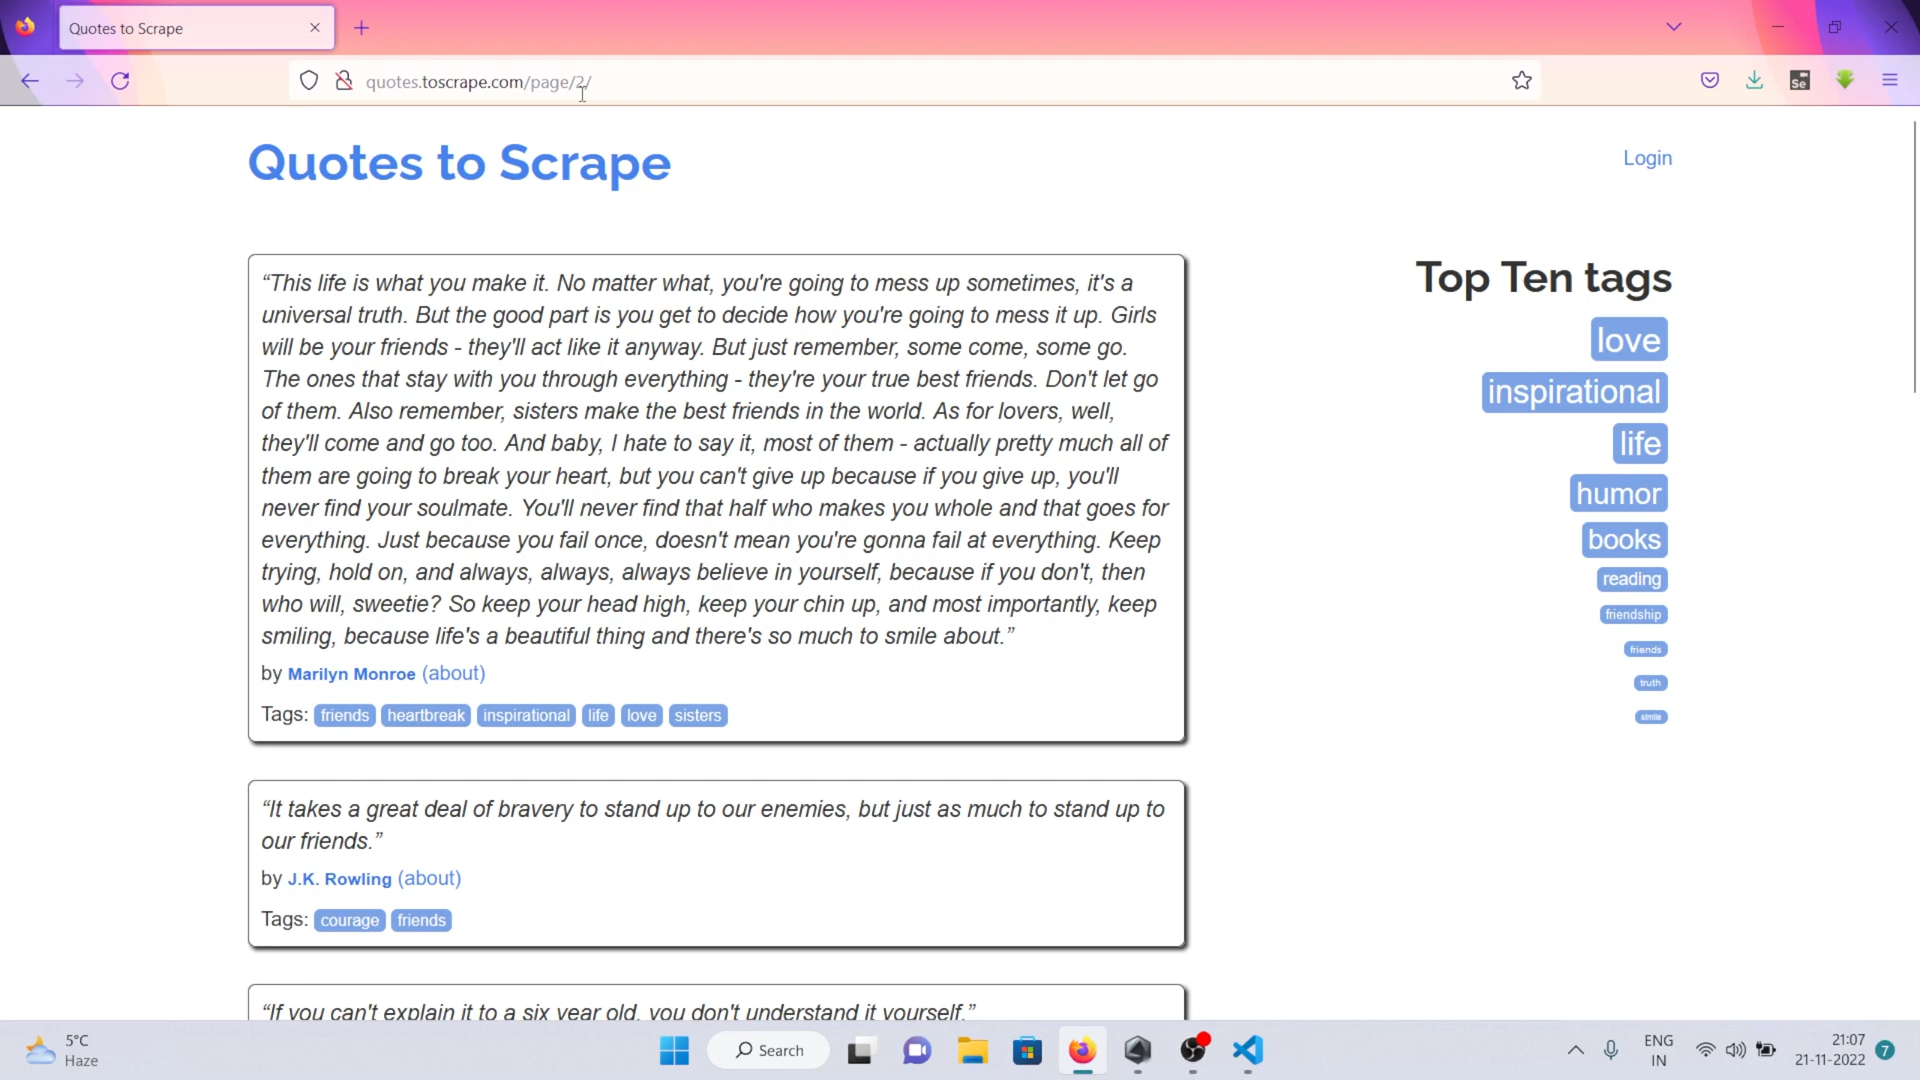 Quotes to Scrape
quotes.toscrape.com/page/2/
Se
Quotes to Scrape
Login
“This life is what you make it. No matter what, you're going to mess up sometimes, it's a
universal truth. But the good part is you get to decide how you're going to mess it up. Girls
will be your friends - they'll act like it anyway. But just remember, some come, some go.
The ones that stay with you through everything - they're your true best friends. Don't let go
of them. Also remember, sisters make the best friends in the world. As for lovers, well,
they'll come and go too. And baby, I hate to say it, most of them - actually pretty much all of
them are going to break your heart, but you can't give up because if you give up, you'll
never find your soulmate. You'll never find that half who makes you whole and that goes for
everything. Just because you fail once, doesn't mean you're gonna fail at everything. Keep
trying, hold on, and always, always, always believe in yourself, because if you don't, then
who will, sweetie? So keep your head high, keep your chin up, and most importantly, keep
smiling, because life's a beautiful thing and there's so much to smile about.”
by Marilyn Monroe (about)
Tags: friends heartbreak inspirational life love sisters
“It takes a great deal of bravery to stand up to our enemies, but just as much to stand up to
our friends.”
by J.K. Rowling (about)
Tags: courage friends
“If you can't explain it to a six year old, you don't understand it yourself.”
Top Ten tags
love
inspirational
life
humor
books
reading
friendship
friends
truth
simile
5°C
Haze
Search
ENG
IN
21:07
21-11-2022
7